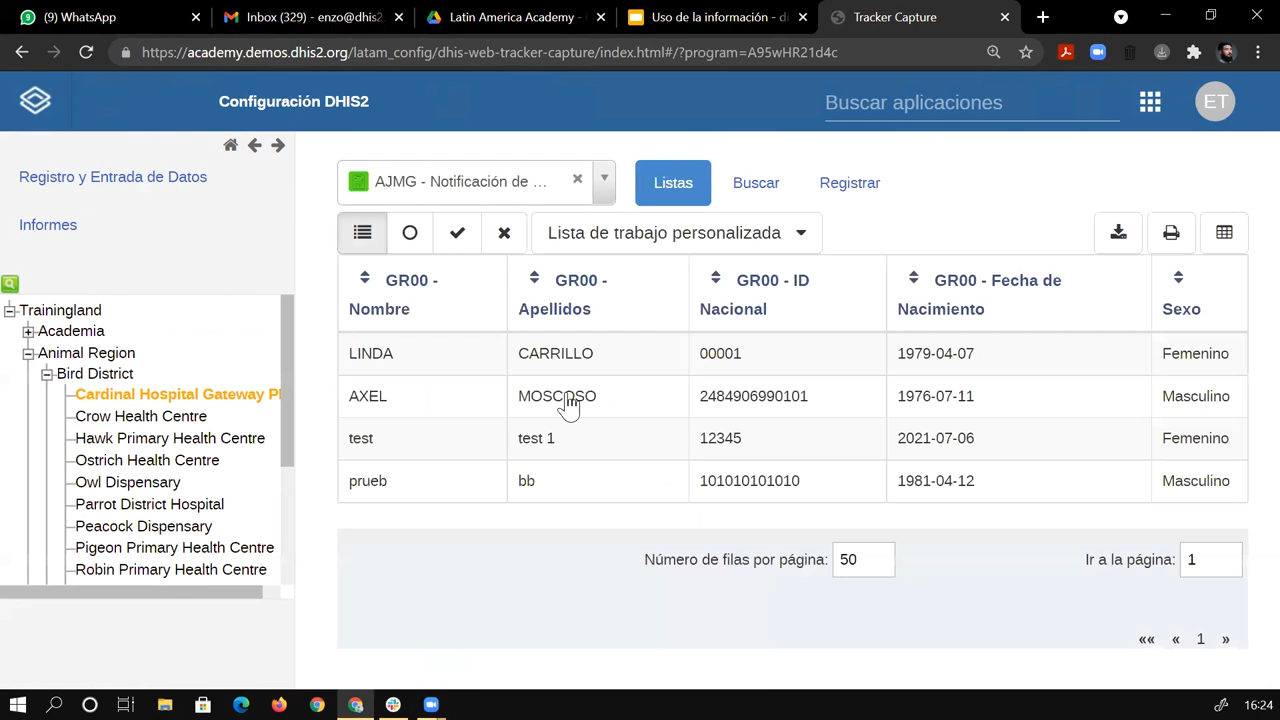 (9) WhatsApp
Inbox (329) - enzo@dhis2
Latin America Academy -
Uso de la información - d
Tracker Capture
https://academy.demos.dhis2.org/latam_config/dhis-web-tracker-capture/index.html#/?program=A95wHR21d4c
Configuración DHIS2
Buscar aplicaciones
ET
Registro y Entrada de Datos
Informes
AJMG - Notificación de ...
Listas
Buscar
Registrar
Lista de trabajo personalizada
Trainingland
Academia
Animal Region
Bird District
Cardinal Hospital Gateway P
Crow Health Centre
Hawk Primary Health Centre
Ostrich Health Centre
Owl Dispensary
Parrot District Hospital
Peacock Dispensary
Pigeon Primary Health Centre
Robin Primary Health Centre
GR00 - Nombre GR00 - Apellidos GR00 - ID Nacional GR00 - Fecha de Nacimiento Sexo
LINDA CARRILLO 00001 1979-04-07 Femenino
AXEL MOSCOSO 2484906990101 1976-07-11 Masculino
test test 1 12345 2021-07-06 Femenino
prueb bb 101010101010 1981-04-12 Masculino
Número de filas por página: 50 Ir a la página: 1
«« « 1 »
16:24